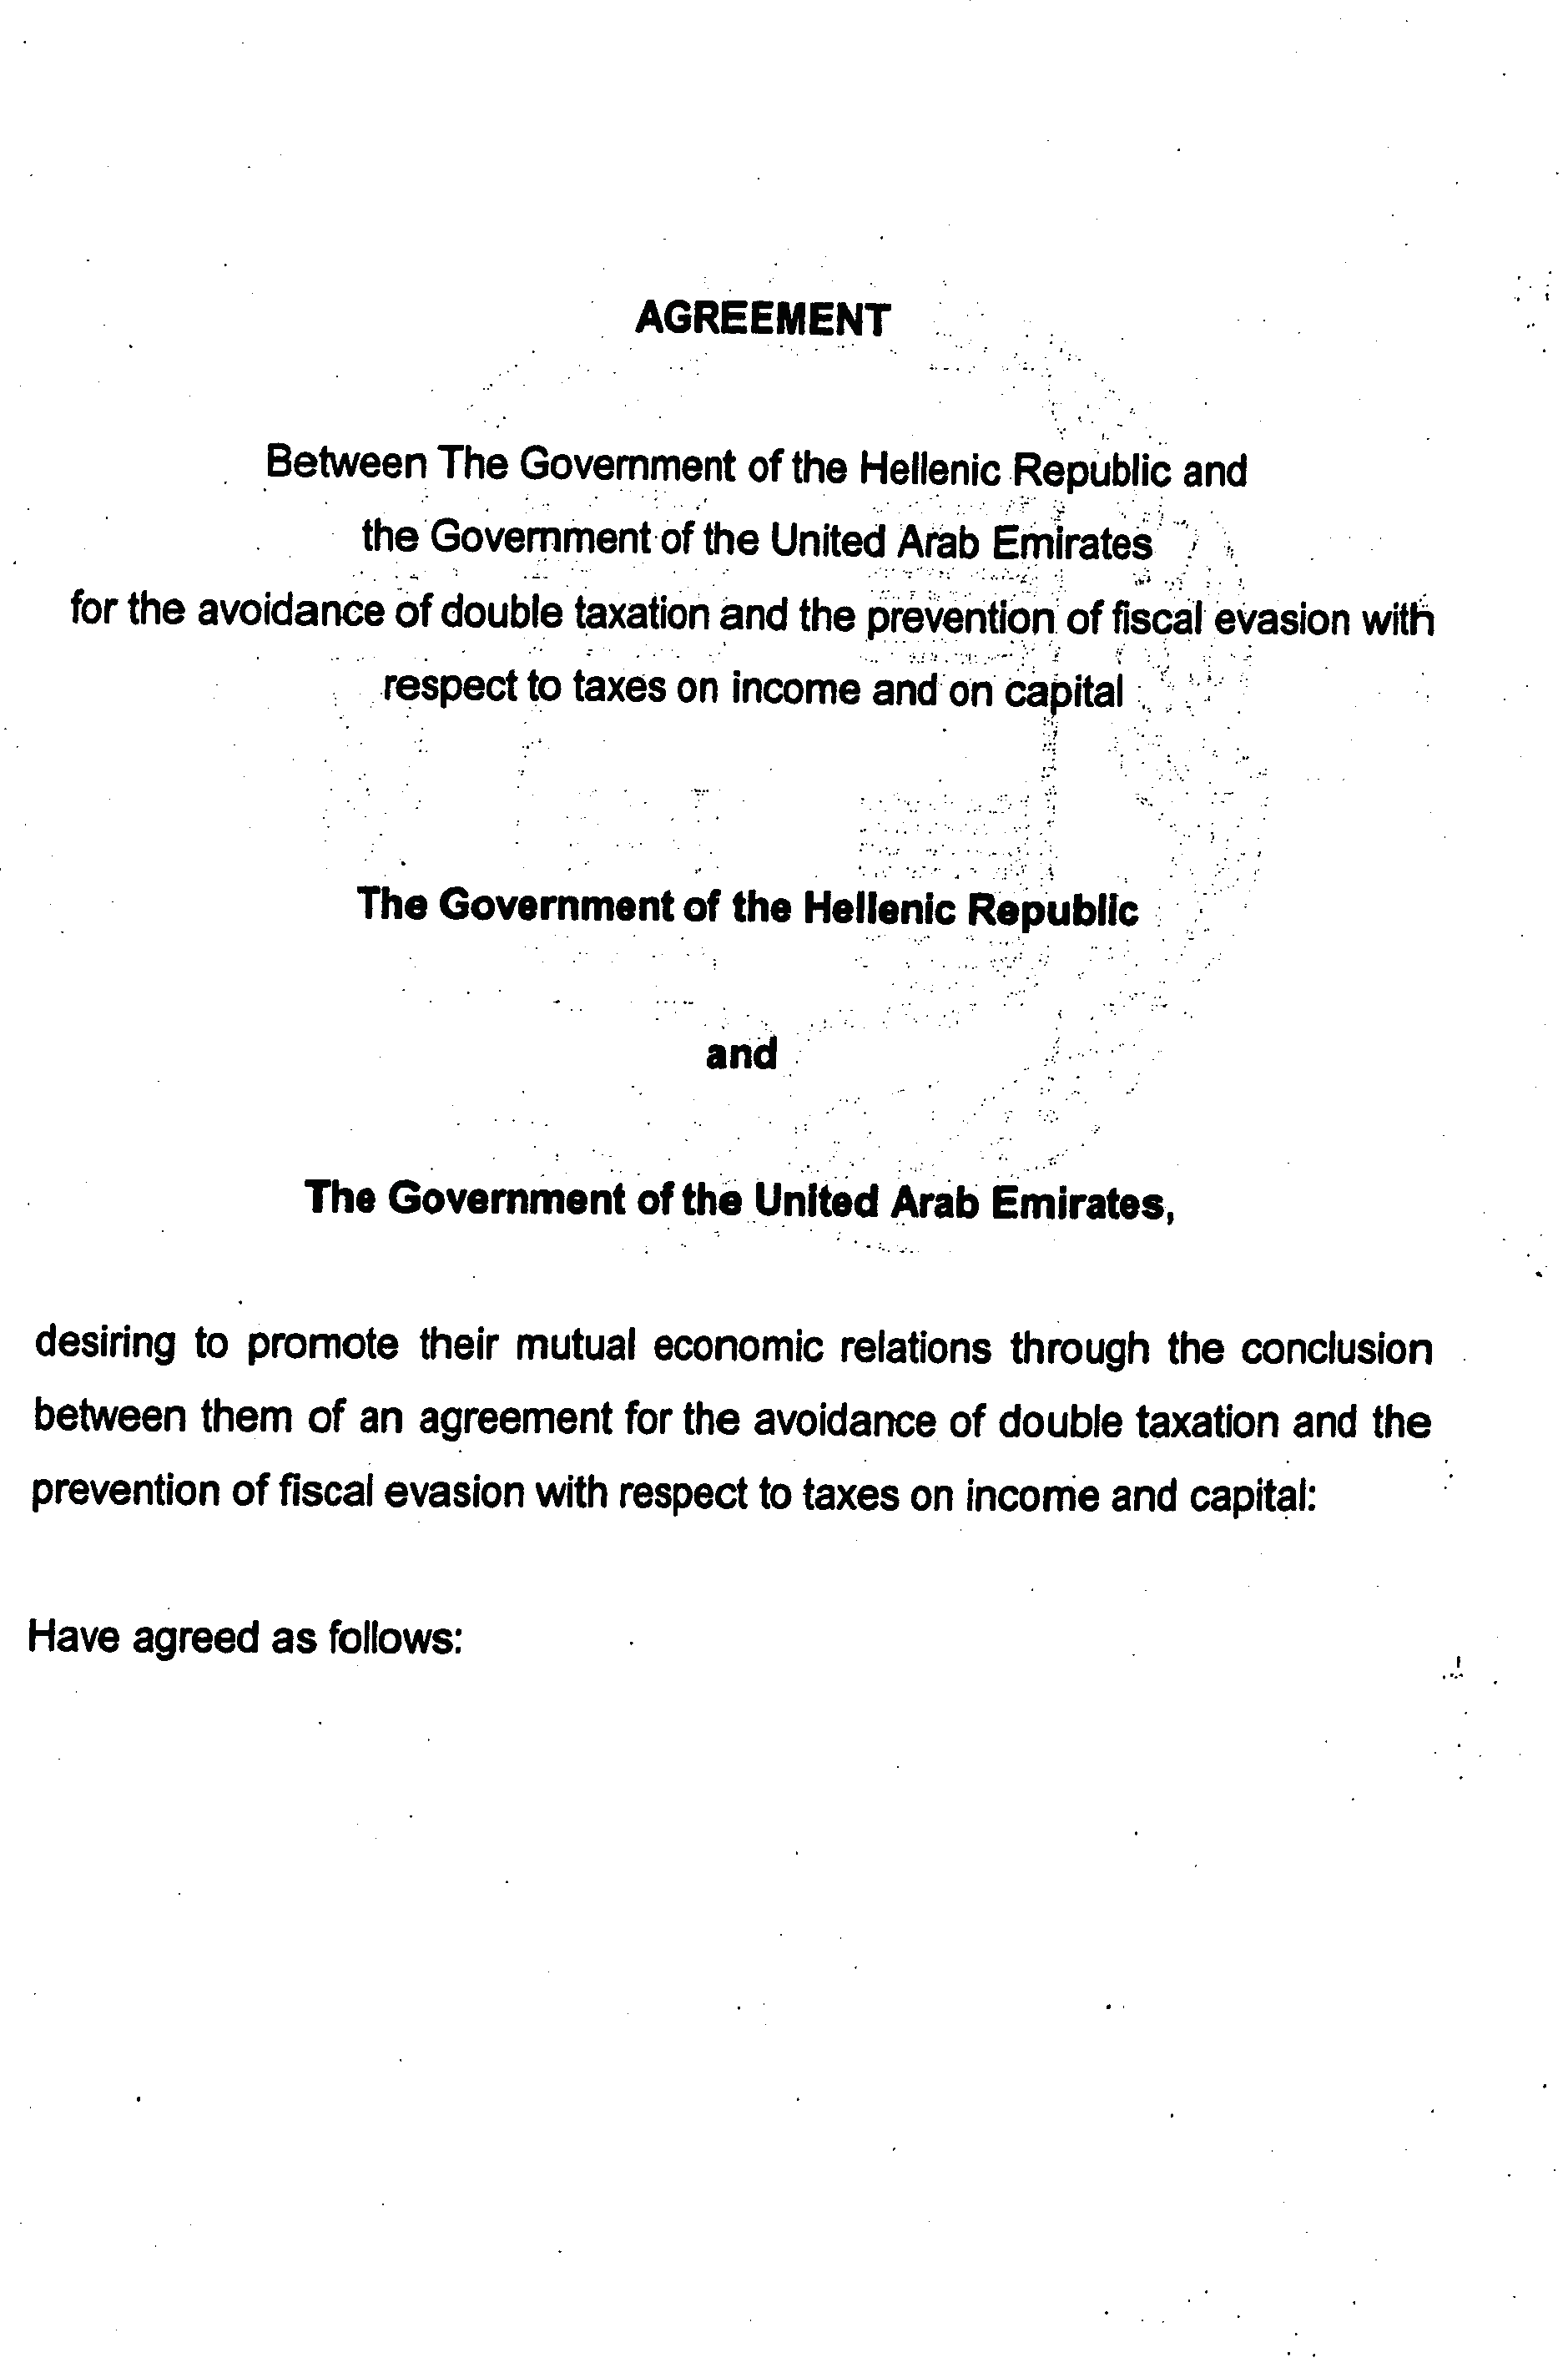 AGREEMENT
Between The Government of the Hellenic Republic and
the Government of the United Arab Emirates
for the avoidance of double taxation and the prevention of fiscal evasion with
respect to taxes on income and on capital
The Government of the Hellenic Republic
and
The Government of the United Arab Emirates,
desiring to promote their mutual economic relations through the conclusion
between them of an agreement for the avoidance of double taxation and the
prevention of fiscal evasion with respect to taxes on income and capital:
Have agreed as follows: